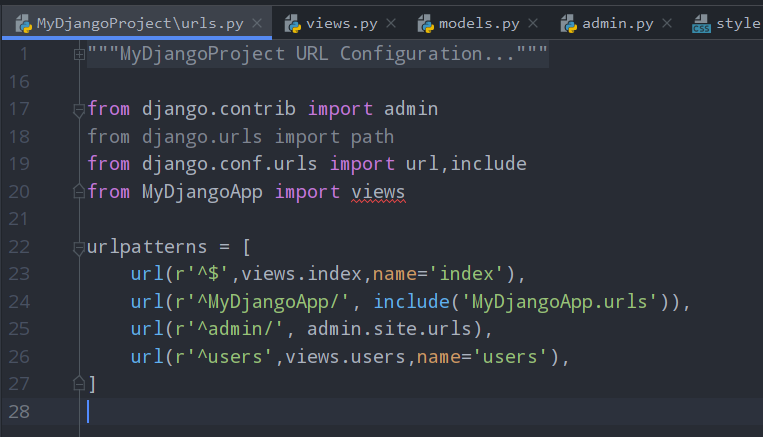 MyDjangoProject\urls.py × views.py × models.py × admin.py × CSS style
1 """MyDjangoProject URL Configuration..."""
16
17 from django.contrib import admin
18 from django.urls import path
19 from django.conf.urls import url,include
20 from MyDjangoApp import views
21
22 urlpatterns = [
23     url(r'^$',views.index,name='index'),
24     url(r'^MyDjangoApp/', include('MyDjangoApp.urls')),
25     url(r'^admin/', admin.site.urls),
26     url(r'^users',views.users,name='users'),
27 ]
28